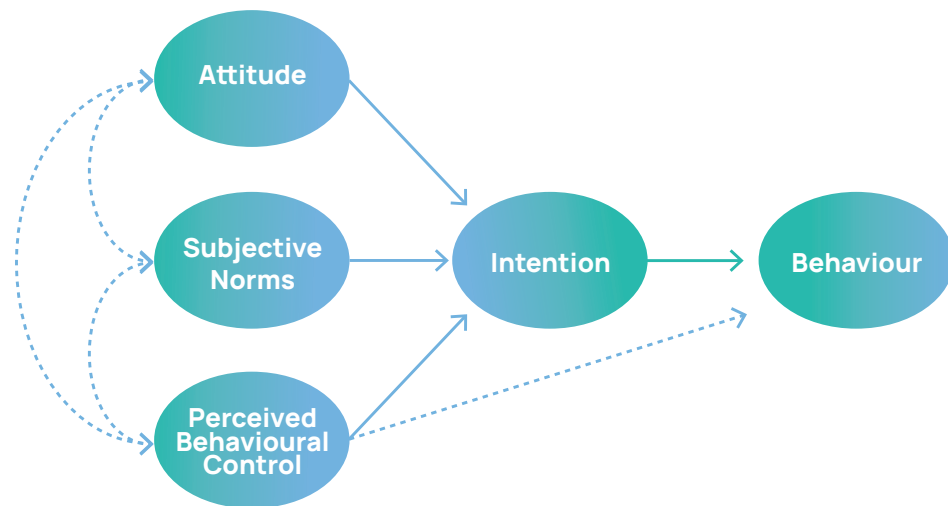 Attitude
Subjective
Norms
Intention
Behaviour
Perceived
Behavioural
Control